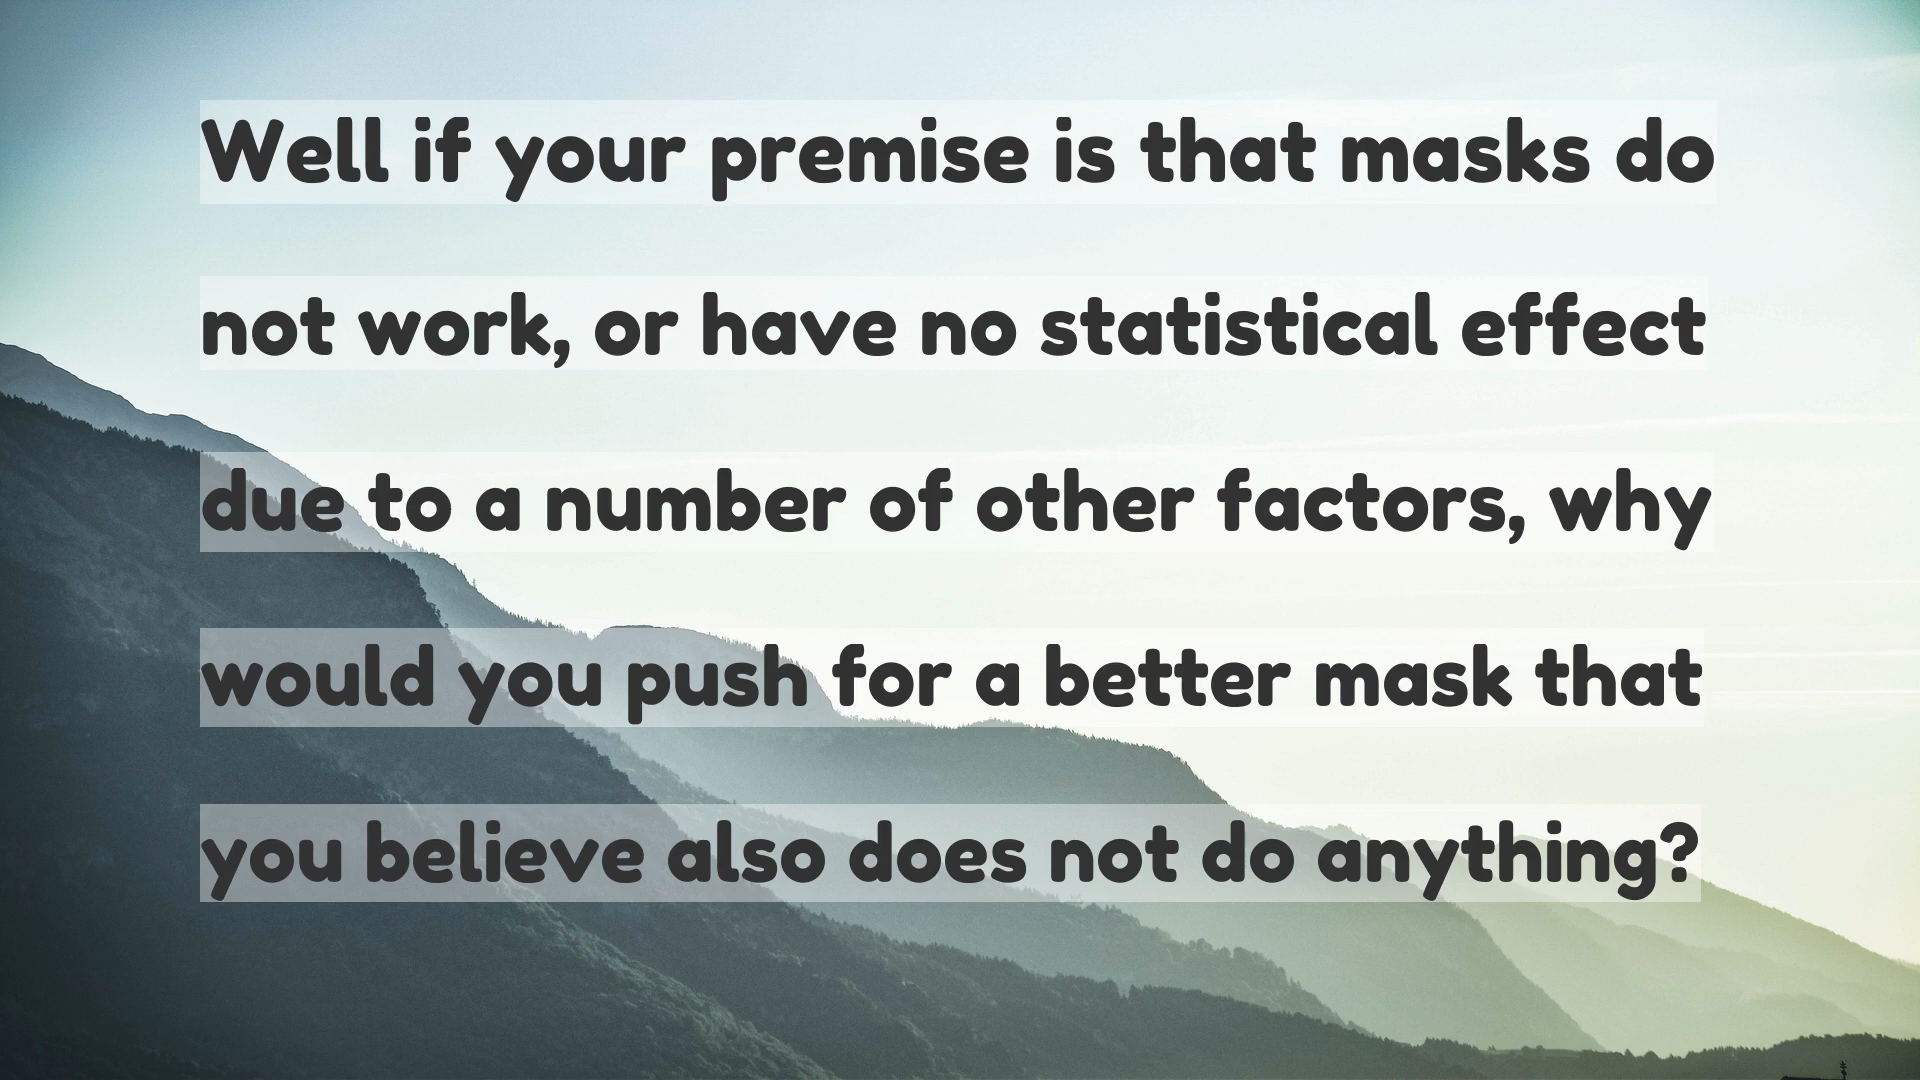 Well if your premise is that masks do
not work, or have no statistical effect
due to a number of other factors, why
would you push for a better mask that
you believe also does not do anything?